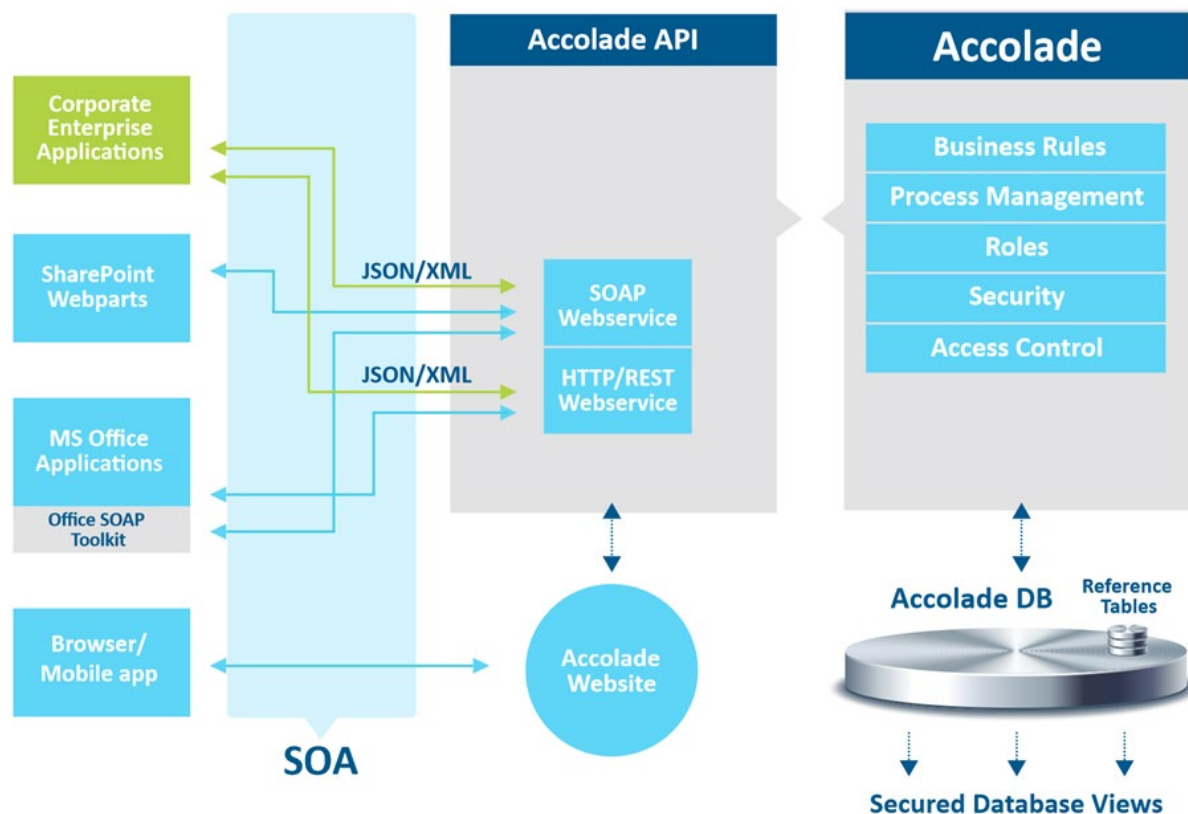 Corporate
Enterprise
Applications
SharePoint
Webparts
MS Office
Applications
Office SOAP
Toolkit
Browser/
Mobile app
SOA
JSON/XML
JSON/XML
Accolade API
SOAP
Webservice
HTTP/REST
Webservice
Accolade
Website
Accolade
Business Rules
Process Management
Roles
Security
Access Control
Accolade DB
Reference
Tables
Secured Database Views